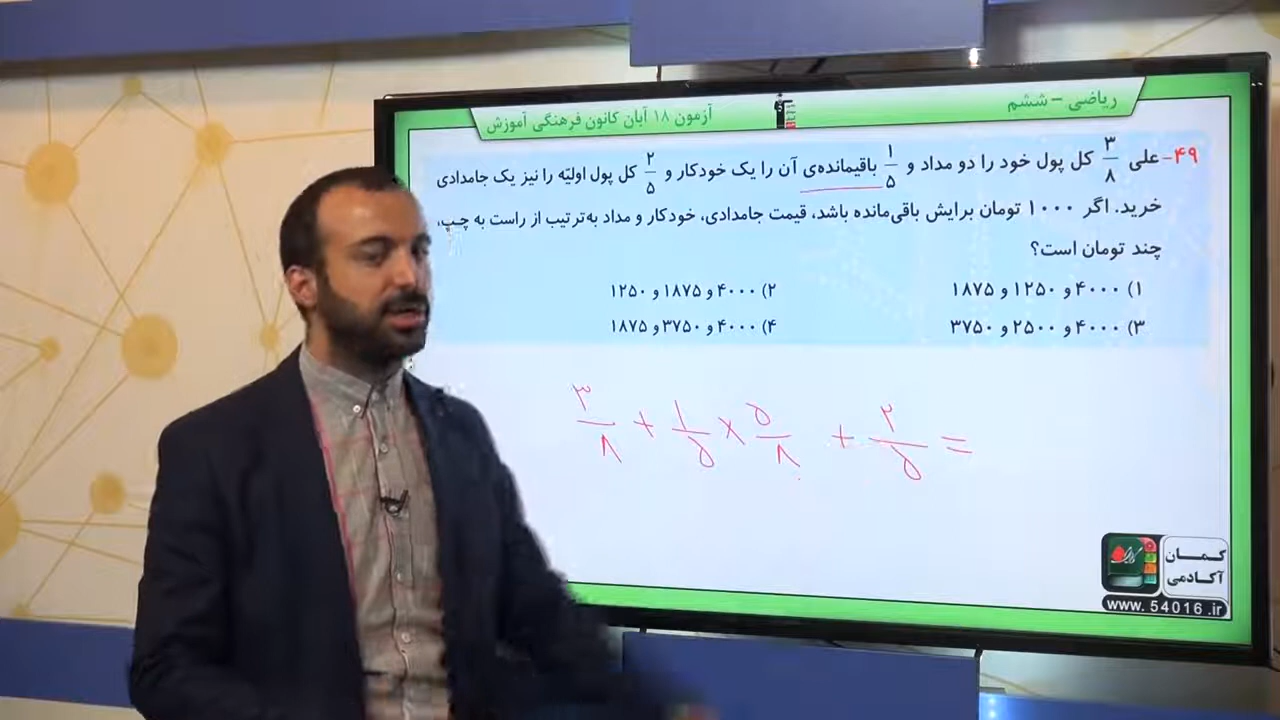 ریاضی – ششم
آزمون ۱۸ آبان کانون فرهنگی آموزش
۴۹- علی ۳/۸ کل پول خود را دو مداد و ۱/۵ باقیمانده‌ی آن را یک خودکار و ۲/۵ کل پول اولیّه را نیز یک جامدادی
خرید. اگر ۱۰۰۰ تومان برایش باقی‌مانده باشد، قیمت جامدادی، خودکار و مداد به‌ترتیب از راست به چپ،
چند تومان است؟
۱) ۴۰۰۰ و ۱۲۵۰ و ۱۸۷۵
۲) ۴۰۰۰ و ۱۸۷۵ و ۱۲۵۰
۳) ۴۰۰۰ و ۲۵۰۰ و ۳۷۵۰
۴) ۴۰۰۰ و ۳۷۵۰ و ۱۸۷۵
۳/۸ + ۱/۵ × ۵/۸ + ۲/۵ =
کمان
آکادمی
www.54016.ir